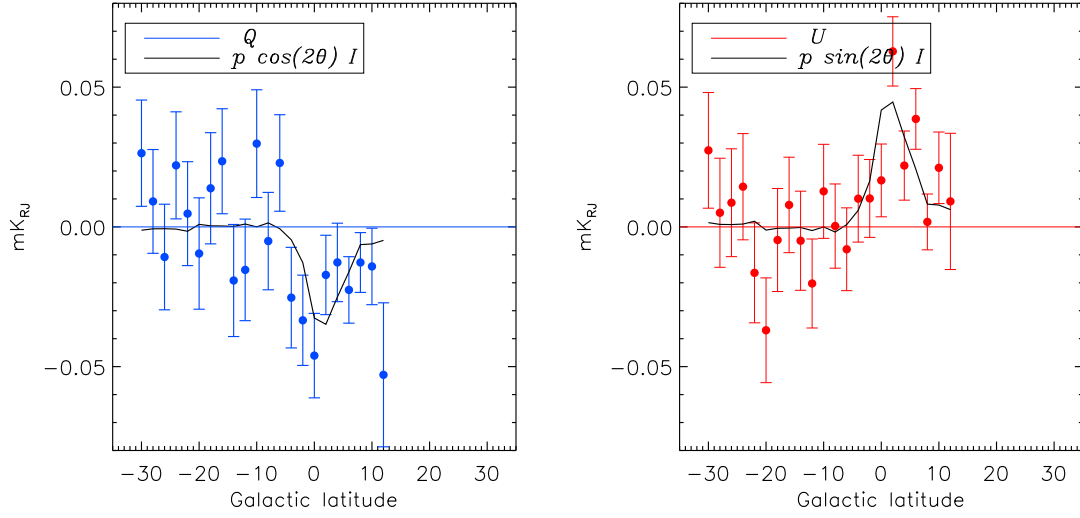 Q
p cos(2θ) I
0.05
0.00
−0.05
mK_RJ
−30 −20 −10 0 10 20 30
Galactic latitude
U
p sin(2θ) I
0.05
0.00
−0.05
mK_RJ
−30 −20 −10 0 10 20 30
Galactic latitude